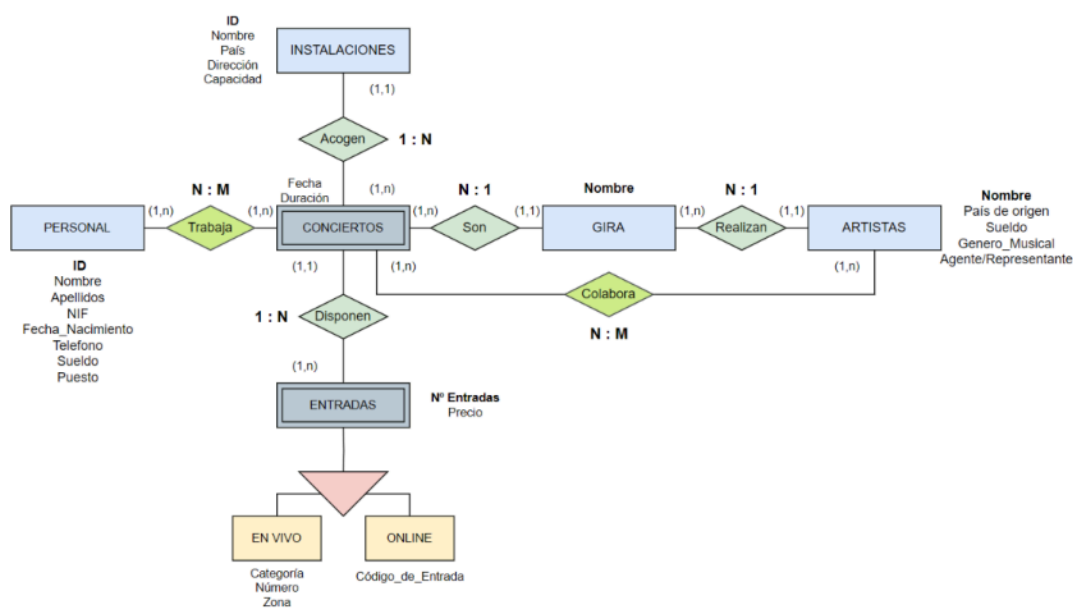 ID
Nombre
País
Dirección
Capacidad
INSTALACIONES
(1,1)
Acogen
1 : N
Fecha
Duración
(1,n)
N : M
N : 1
Nombre
N : 1
Nombre
País de origen
Sueldo
Genero_Musical
Agente/Representante
PERSONAL
(1,n)
Trabaja
(1,n)
CONCIERTOS
(1,n)
Son
(1,1)
GIRA
(1,n)
Realizan
(1,1)
ARTISTAS
ID
Nombre
Apellidos
NIF
Fecha_Nacimiento
Telefono
Sueldo
Puesto
(1,1)
(1,n)
(1,n)
Colabora
N : M
1 : N
Disponen
(1,n)
ENTRADAS
Nº Entradas
Precio
EN VIVO
ONLINE
Categoría
Número
Zona
Código_de_Entrada